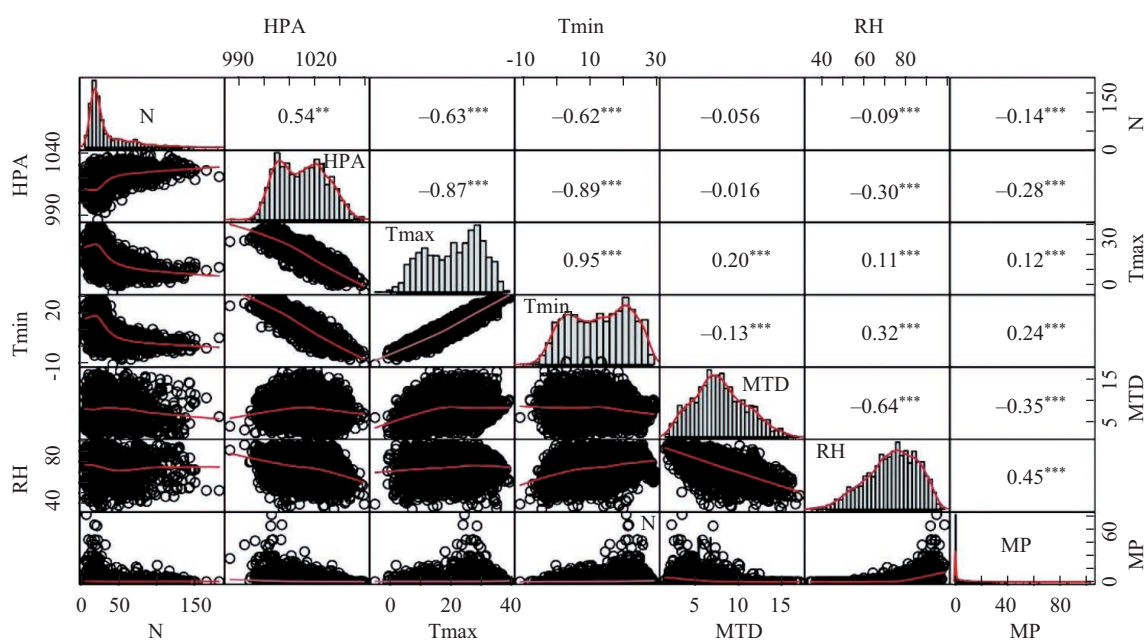 HPA Tmin RH
990 1020 -10 0 10 20 30 40 60 80
N 0.54** –0.63*** –0.62*** –0.056 –0.09*** –0.14*** 0 150 N
HPA 990 1040 HPA –0.87*** –0.89*** –0.016 –0.30*** –0.28***
Tmax 0.95*** 0.20*** 0.11*** 0.12*** 0 30 Tmax
Tmin -10 20 Tmin –0.13*** 0.32*** 0.24***
MTD –0.64*** –0.35*** 5 15 MTD
RH 40 80 RH 0.45***
N MP 0 60 MP
0 50 150 0 20 40 5 10 15 0 40 80
N Tmax MTD MP